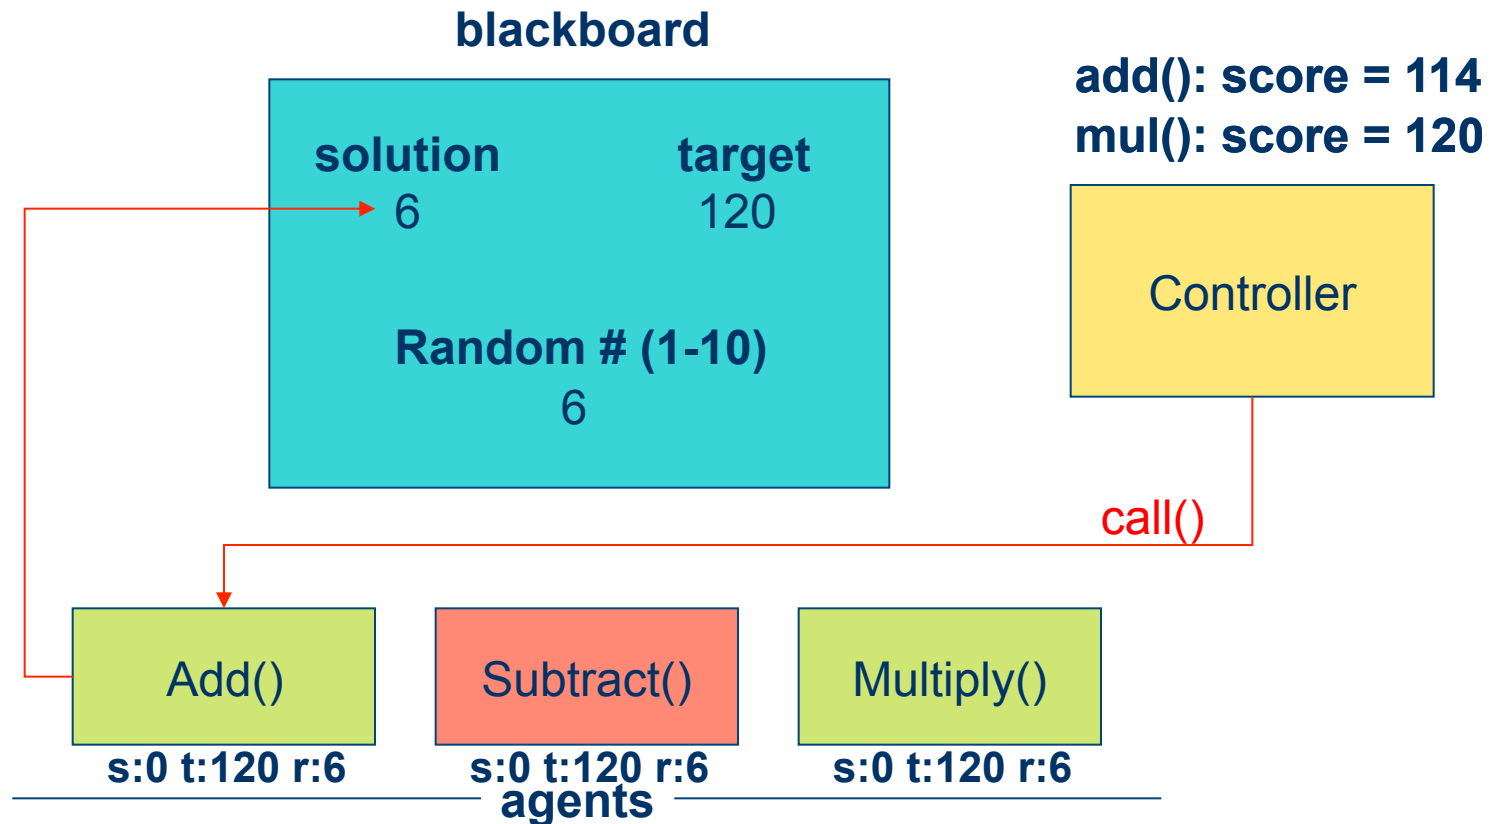 blackboard
add(): score = 114
mul(): score = 120
solution
target
6
120
Random # (1-10)
6
Controller
call()
Add()
Subtract()
Multiply()
s:0 t:120 r:6
s:0 t:120 r:6
s:0 t:120 r:6
agents